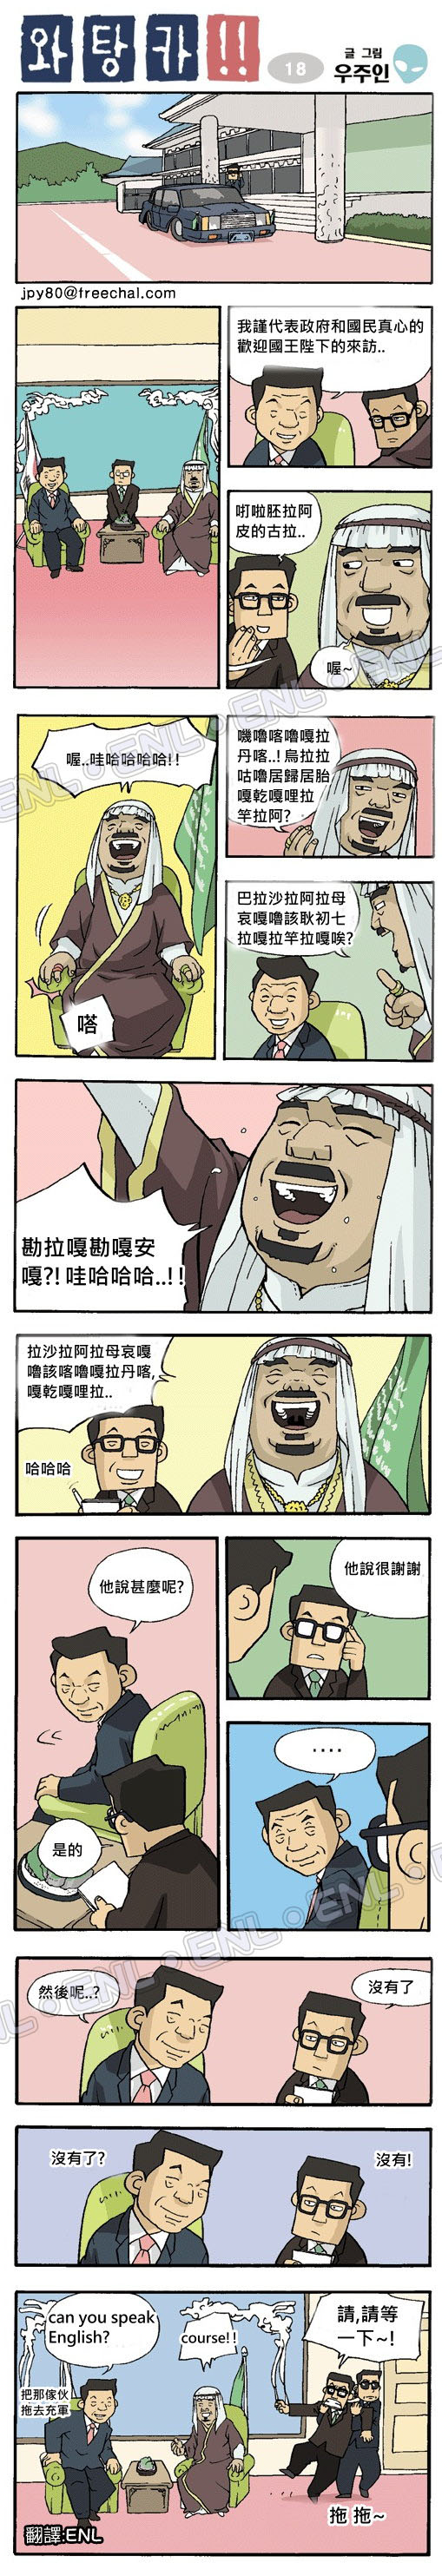 와탕카!!
18
글 그림
우주인
jpy80@freechal.com
我謹代表政府和國民真心的
歡迎國王陛下的來訪..
咑啦胚拉阿
皮的古拉..
喔~
喔..哇哈哈哈哈!!
嗒
嘰嚕喀嚕嘎拉
丹喀..! 烏拉拉
咕嚕居歸居胎
嘎乾嘎哩拉
竿拉阿?
巴拉沙拉阿拉母
哀嘎嚕該耿初七
拉嘎拉竿拉嘎唉?
勘拉嘎勘嘎安
嘎?! 哇哈哈哈..!!
拉沙拉阿拉母哀嘎
嚕該喀嚕嘎拉丹喀,
嘎乾嘎哩拉..
哈哈哈
他說甚麼呢?
是的
他說很謝謝
....
然後呢..?
沒有了
沒有了?
沒有!
can you speak
English?
course!!
請,請等
一下~!
把那傢伙
拖去充軍
拖 拖~
翻譯:ENL
ENL
ENL
ENL
ENL
ENL
ENL